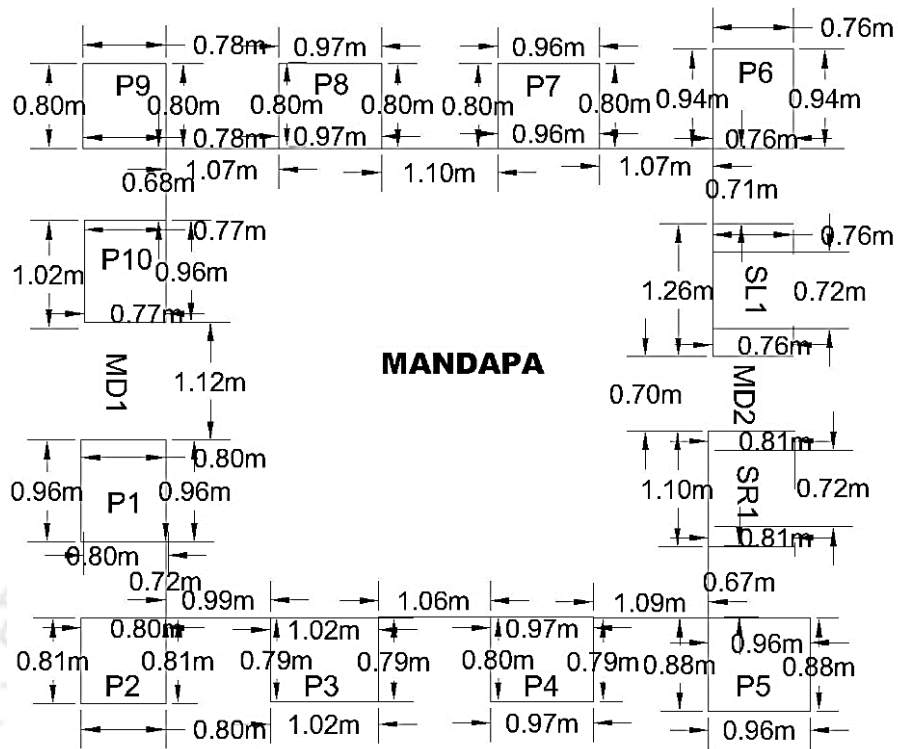 0.76m
0.78m 0.97m 0.96m
P9 P8 P7 P6
0.80m 0.80m 0.80m 0.80m 0.80m 0.80m 0.94m 0.94m
0.78m 0.97m 0.96m 0.76m
0.68m 1.07m 1.10m 1.07m 0.71m
0.77m 0.76m
P10
1.02m 0.96m 1.26m SL1 0.72m
0.77m
0.76m
MD1 1.12m MANDAPA 0.70m MD2
0.80m 0.81m
0.96m P1 0.96m 1.10m SR1 0.72m
0.80m 0.81m
0.72m 0.67m
0.99m 1.06m 1.09m
0.80m 1.02m 0.97m 0.96m
0.81m 0.81m 0.79m 0.79m 0.80m 0.79m 0.88m 0.88m
P2 P3 P4 P5
0.80m 1.02m 0.97m 0.96m